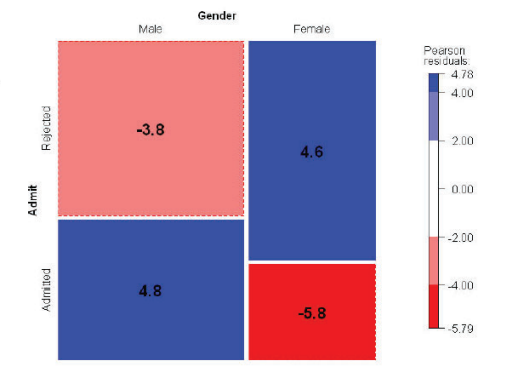 Gender
Male Female
Pearson
residuals:
4.78
4.00
2.00
0.00
-2.00
-4.00
-5.79
Admit
Rejected
Admitted
-3.8
4.6
4.8
-5.8